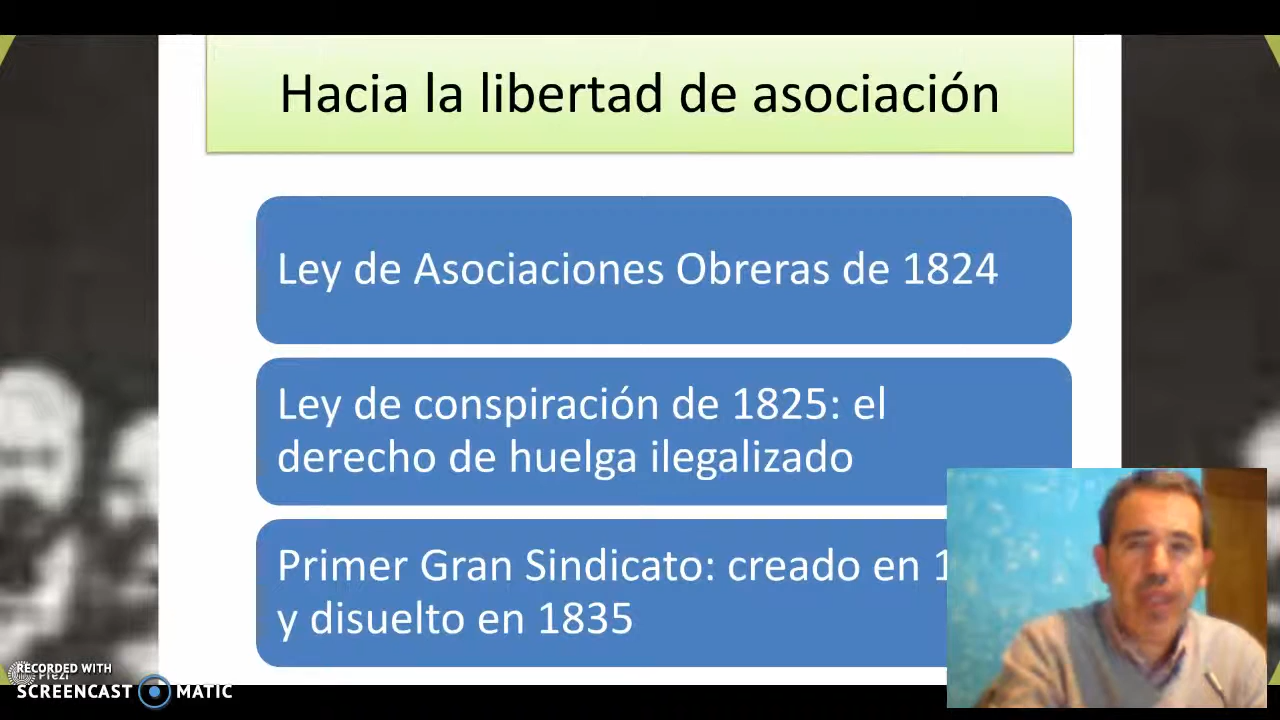 Hacia la libertad de asociación
Ley de Asociaciones Obreras de 1824
Ley de conspiración de 1825: el
derecho de huelga ilegalizado
Primer Gran Sindicato: creado en
y disuelto en 1835
RECORDED WITH
Prezi
SCREENCAST MATIC